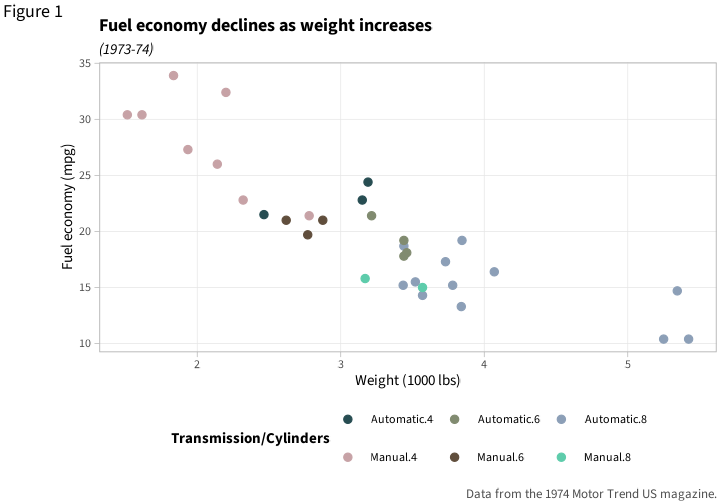 Figure 1
Fuel economy declines as weight increases
(1973-74)
35
30
25
20
15
10
Fuel economy (mpg)
2 3 4 5
Weight (1000 lbs)
Transmission/Cylinders
Automatic.4 Automatic.6 Automatic.8
Manual.4 Manual.6 Manual.8
Data from the 1974 Motor Trend US magazine.